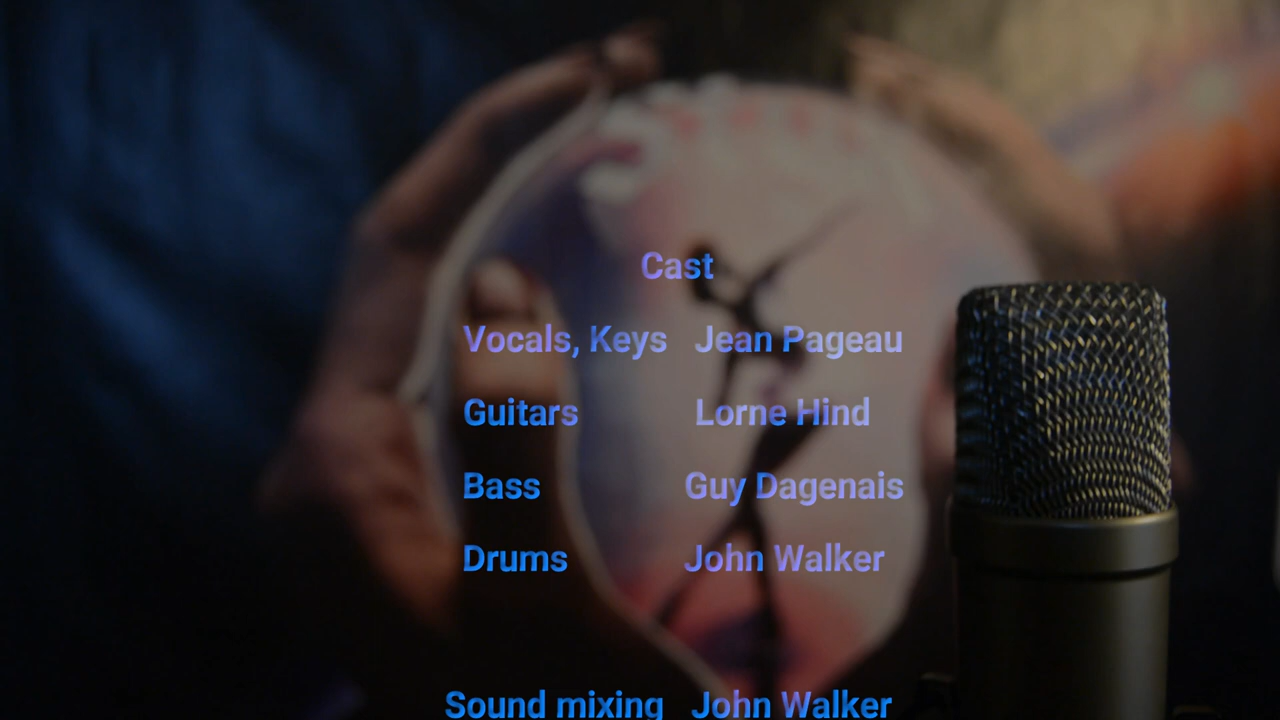 Cast
Vocals, Keys Jean Pageau
Guitars Lorne Hind
Bass Guy Dagenais
Drums John Walker
Sound mixing John Walker